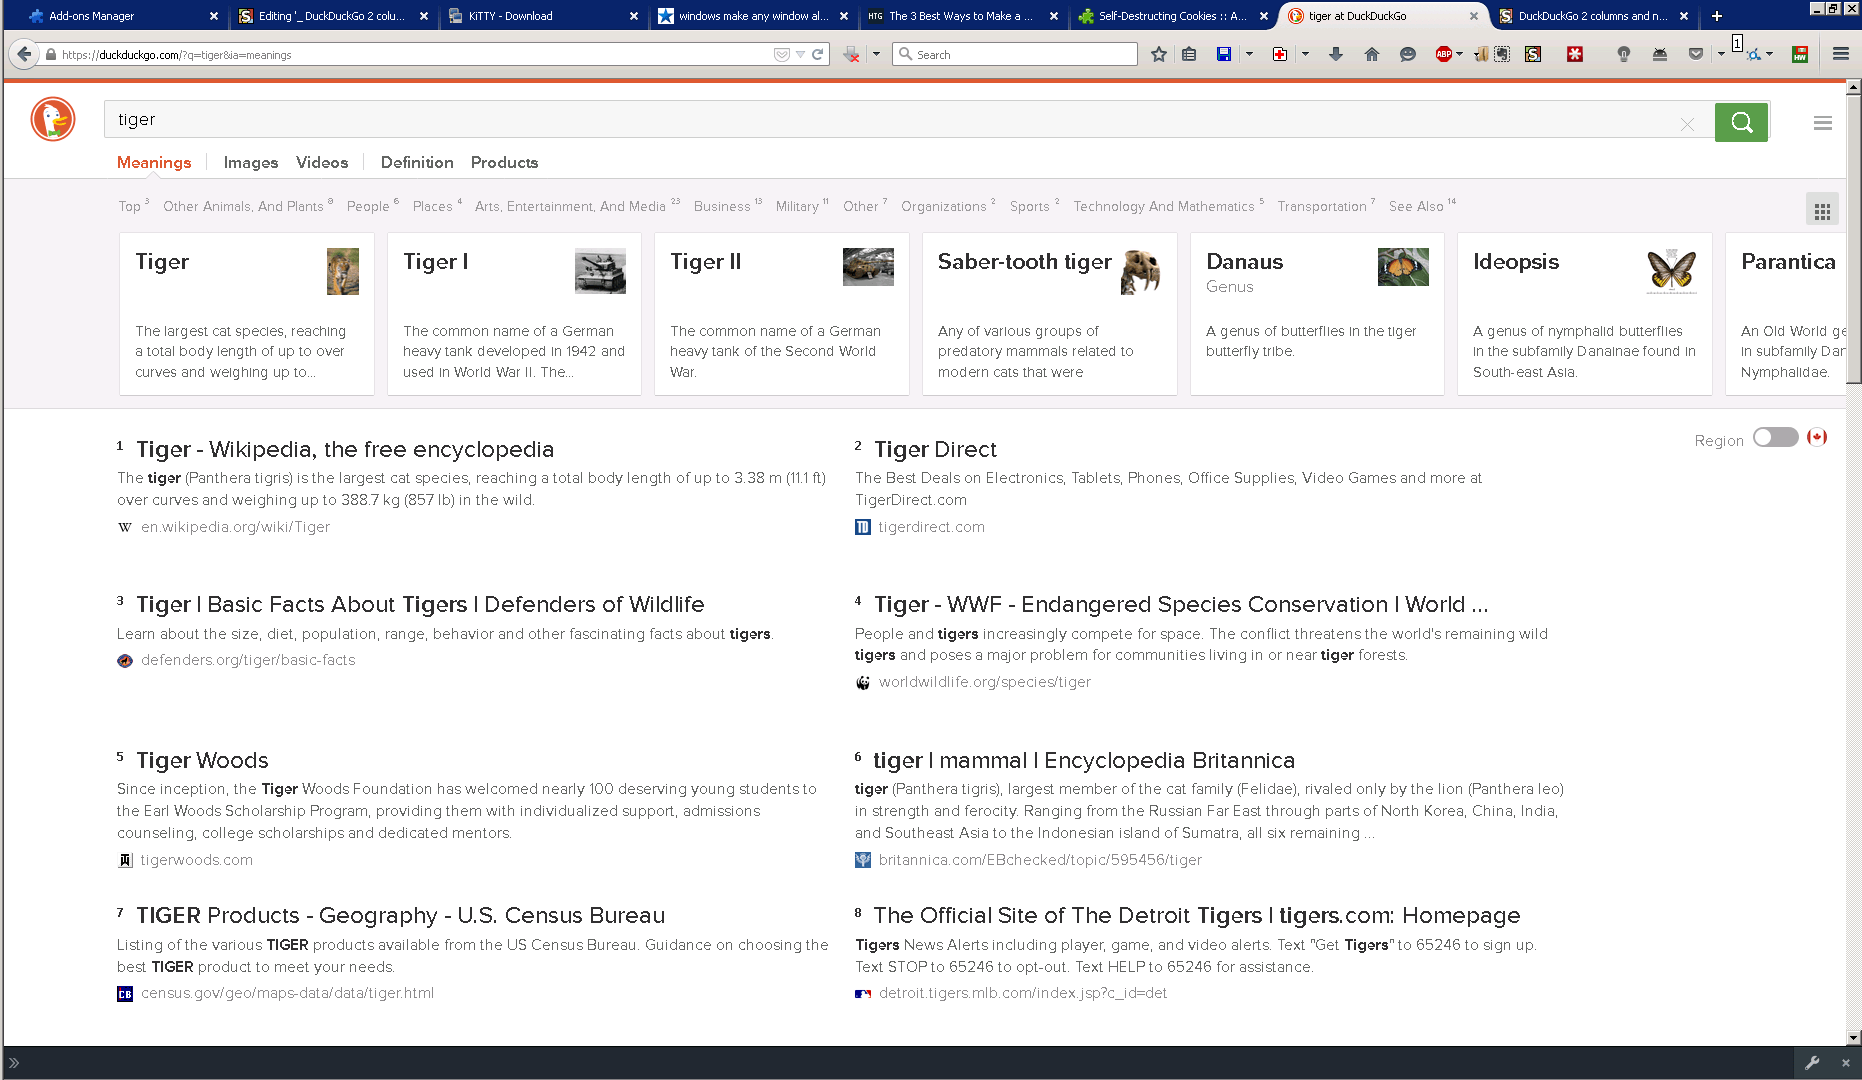 Add-ons Manager
Editing '_ DuckDuckGo 2 colu...
KiTTY - Download
windows make any window al...
HTG The 3 Best Ways to Make a ...
Self-Destructing Cookies :: A...
tiger at DuckDuckGo
DuckDuckGo 2 columns and n...
https://duckduckgo.com/?q=tiger&ia=meanings
Search
ABP
1
HW
tiger
Meanings Images Videos Definition Products
Top 3 Other Animals, And Plants 8 People 6 Places 4 Arts, Entertainment, And Media 23 Business 13 Military 11 Other 7 Organizations 2 Sports 2 Technology And Mathematics 5 Transportation 7 See Also 14
Tiger
The largest cat species, reaching
a total body length of up to over
curves and weighing up to...
Tiger I
The common name of a German
heavy tank developed in 1942 and
used in World War II. The...
Tiger II
The common name of a German
heavy tank of the Second World
War.
Saber-tooth tiger
Any of various groups of
predatory mammals related to
modern cats that were
Danaus
Genus
A genus of butterflies in the tiger
butterfly tribe.
Ideopsis
A genus of nymphalid butterflies
in the subfamily Danainae found in
South-east Asia.
Parantica
An Old World ge
in subfamily Dan
Nymphalidae.
Region
1 Tiger - Wikipedia, the free encyclopedia
The tiger (Panthera tigris) is the largest cat species, reaching a total body length of up to 3.38 m (11.1 ft)
over curves and weighing up to 388.7 kg (857 lb) in the wild.
W en.wikipedia.org/wiki/Tiger
2 Tiger Direct
The Best Deals on Electronics, Tablets, Phones, Office Supplies, Video Games and more at
TigerDirect.com
TD tigerdirect.com
3 Tiger | Basic Facts About Tigers | Defenders of Wildlife
Learn about the size, diet, population, range, behavior and other fascinating facts about tigers.
defenders.org/tiger/basic-facts
4 Tiger - WWF - Endangered Species Conservation | World ...
People and tigers increasingly compete for space. The conflict threatens the world's remaining wild
tigers and poses a major problem for communities living in or near tiger forests.
worldwildlife.org/species/tiger
5 Tiger Woods
Since inception, the Tiger Woods Foundation has welcomed nearly 100 deserving young students to
the Earl Woods Scholarship Program, providing them with individualized support, admissions
counseling, college scholarships and dedicated mentors.
tigerwoods.com
6 tiger | mammal | Encyclopedia Britannica
tiger (Panthera tigris), largest member of the cat family (Felidae), rivaled only by the lion (Panthera leo)
in strength and ferocity. Ranging from the Russian Far East through parts of North Korea, China, India,
and Southeast Asia to the Indonesian island of Sumatra, all six remaining ...
britannica.com/EBchecked/topic/595456/tiger
7 TIGER Products - Geography - U.S. Census Bureau
Listing of the various TIGER products available from the US Census Bureau. Guidance on choosing the
best TIGER product to meet your needs.
CB census.gov/geo/maps-data/data/tiger.html
8 The Official Site of The Detroit Tigers | tigers.com: Homepage
Tigers News Alerts including player, game, and video alerts. Text "Get Tigers" to 65246 to sign up.
Text STOP to 65246 to opt-out. Text HELP to 65246 for assistance.
detroit.tigers.mlb.com/index.jsp?c_id=det